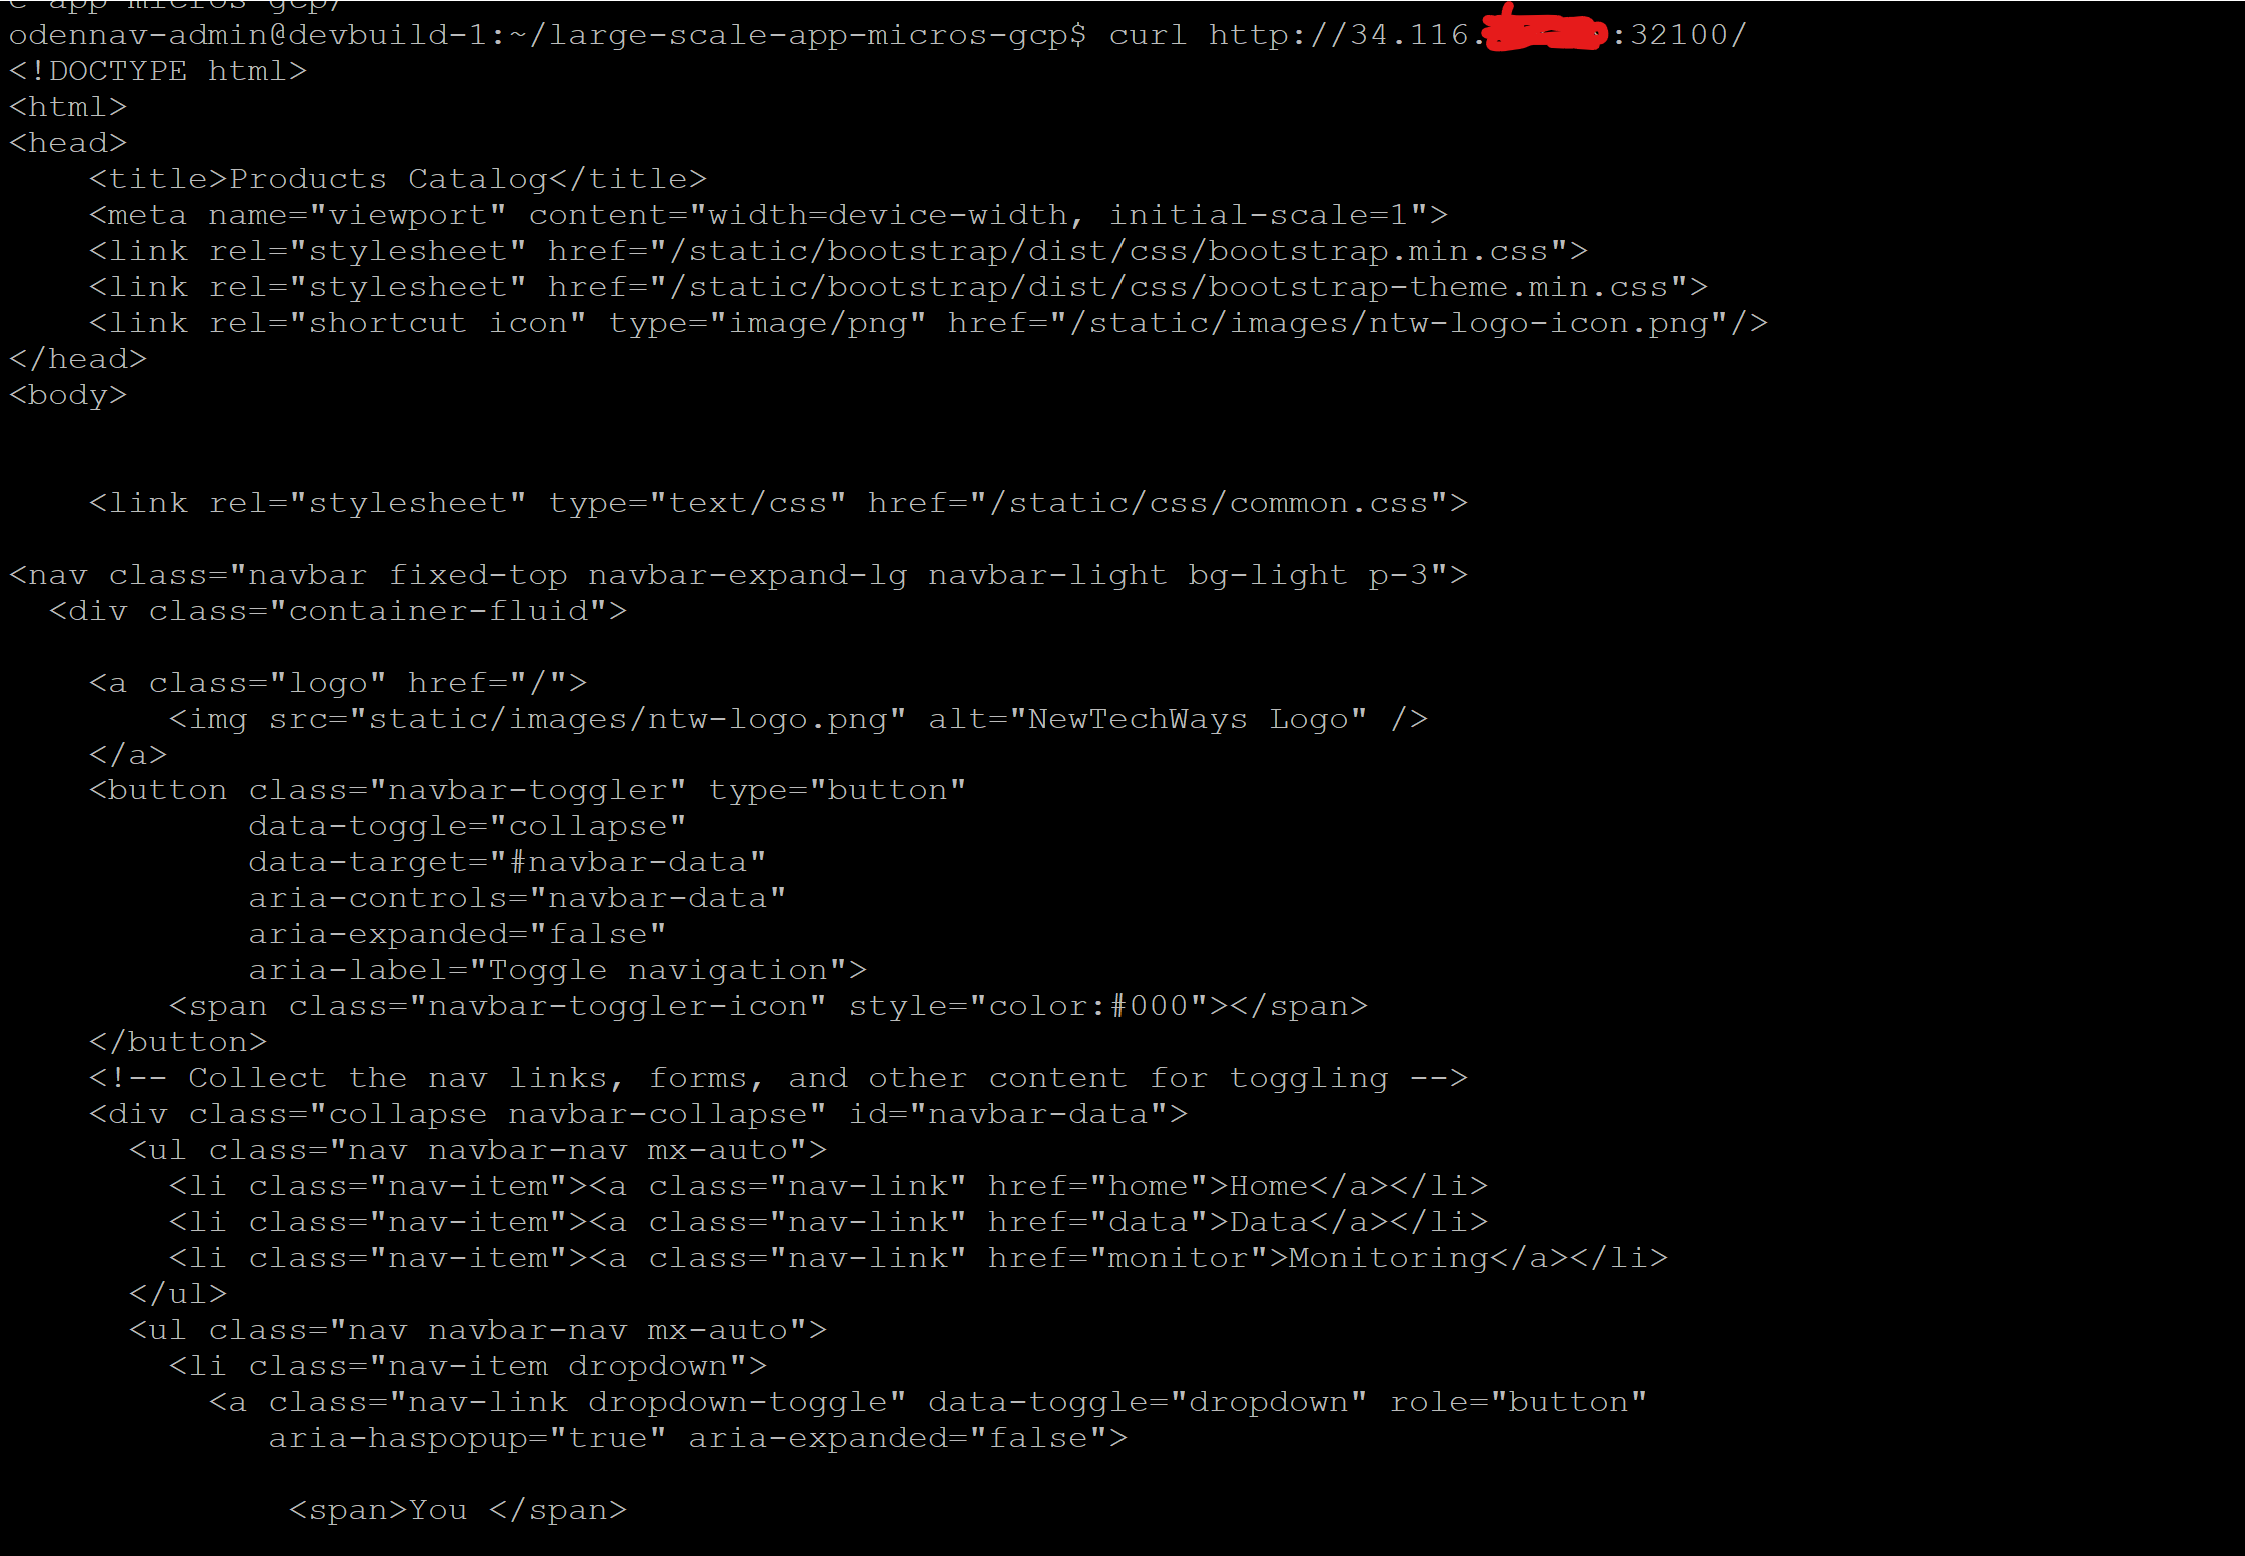 e-app-micros-gcp/
odennav-admin@devbuild-1:~/large-scale-app-micros-gcp$ curl http://34.116. :32100/
<!DOCTYPE html>
<html>
<head>
    <title>Products Catalog</title>
    <meta name="viewport" content="width=device-width, initial-scale=1">
    <link rel="stylesheet" href="/static/bootstrap/dist/css/bootstrap.min.css">
    <link rel="stylesheet" href="/static/bootstrap/dist/css/bootstrap-theme.min.css">
    <link rel="shortcut icon" type="image/png" href="/static/images/ntw-logo-icon.png"/>
</head>
<body>
    <link rel="stylesheet" type="text/css" href="/static/css/common.css">
<nav class="navbar fixed-top navbar-expand-lg navbar-light bg-light p-3">
  <div class="container-fluid">
    <a class="logo" href="/">
        <img src="static/images/ntw-logo.png" alt="NewTechWays Logo" />
    </a>
    <button class="navbar-toggler" type="button"
            data-toggle="collapse"
            data-target="#navbar-data"
            aria-controls="navbar-data"
            aria-expanded="false"
            aria-label="Toggle navigation">
        <span class="navbar-toggler-icon" style="color:#000"></span>
    </button>
    <!-- Collect the nav links, forms, and other content for toggling -->
    <div class="collapse navbar-collapse" id="navbar-data">
      <ul class="nav navbar-nav mx-auto">
        <li class="nav-item"><a class="nav-link" href="home">Home</a></li>
        <li class="nav-item"><a class="nav-link" href="data">Data</a></li>
        <li class="nav-item"><a class="nav-link" href="monitor">Monitoring</a></li>
      </ul>
      <ul class="nav navbar-nav mx-auto">
        <li class="nav-item dropdown">
          <a class="nav-link dropdown-toggle" data-toggle="dropdown" role="button"
             aria-haspopup="true" aria-expanded="false">
              <span>You </span>